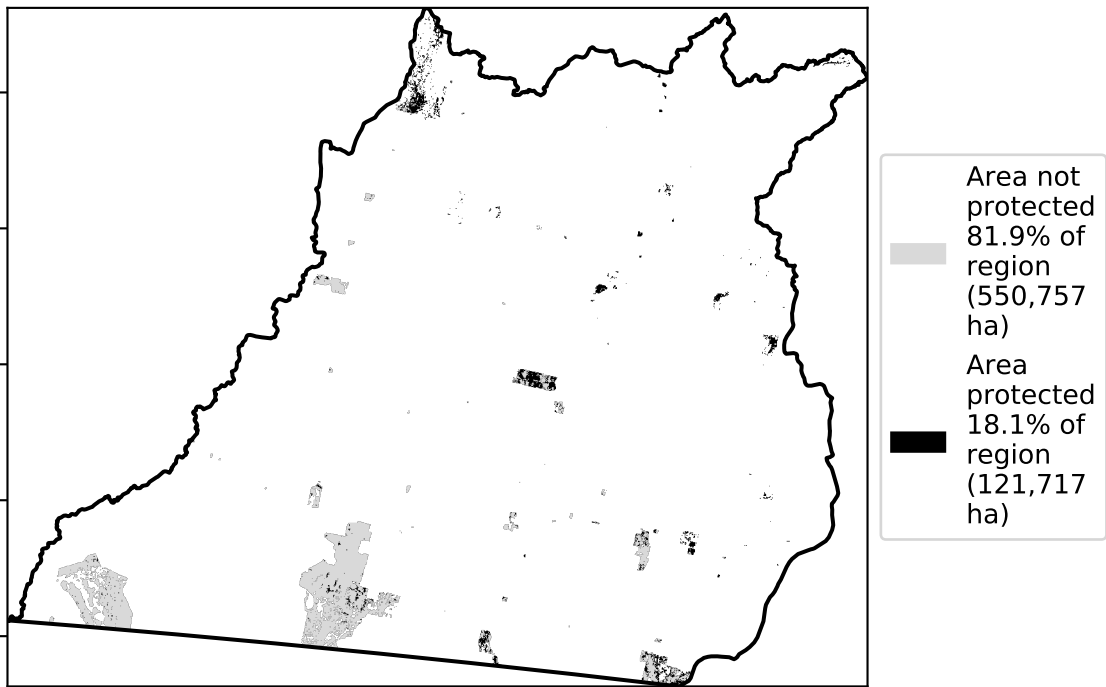 Area not
protected
81.9% of
region
(550,757
ha)
Area
protected
18.1% of
region
(121,717
ha)